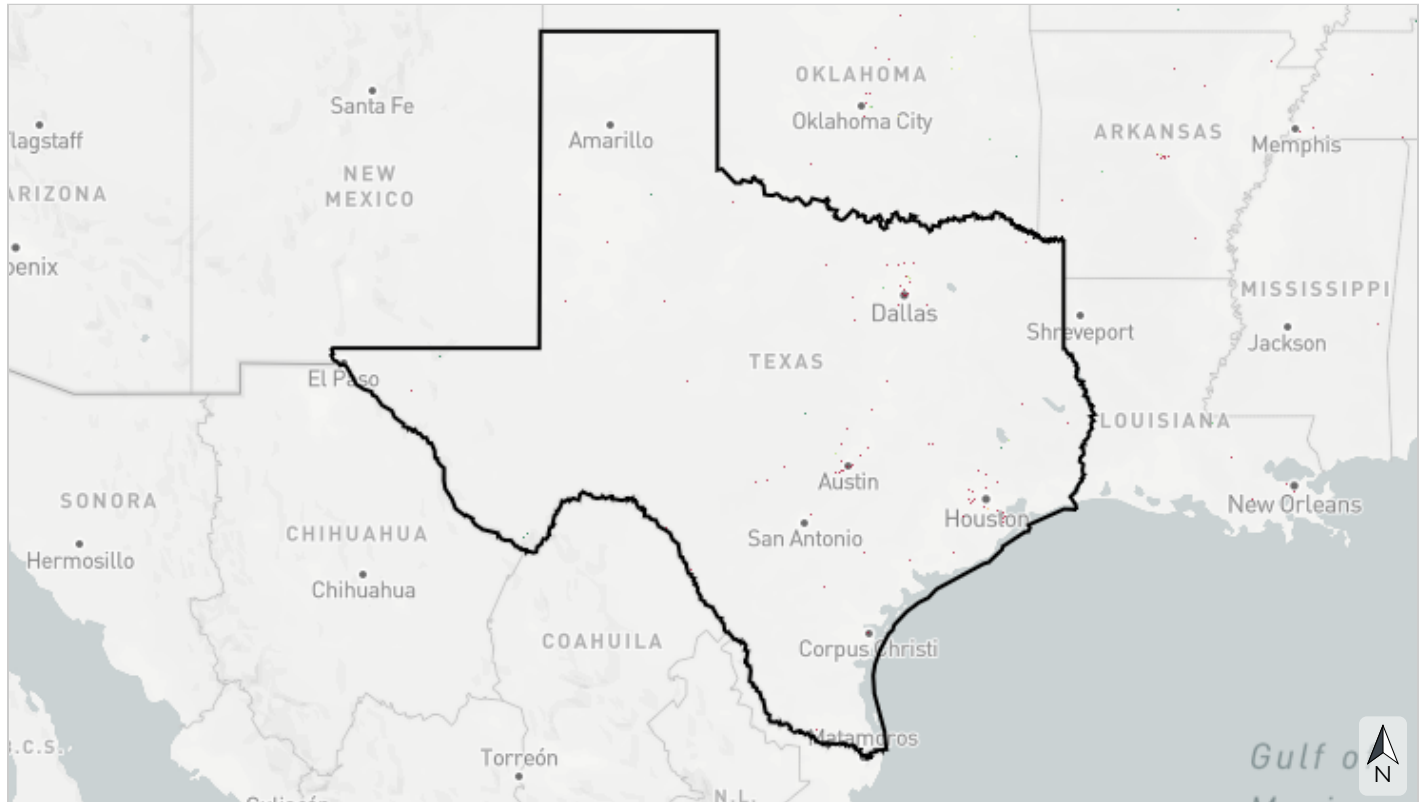 OKLAHOMA
Santa Fe
Oklahoma City
lagstaff
Amarillo
ARKANSAS
Memphis
NEW
MEXICO
ARIZONA
enix
MISSISSIPPI
Dallas
Shreveport
Jackson
TEXAS
El Paso
LOUISIANA
Austin
SONORA
New Orleans
Houston
CHIHUAHUA
San Antonio
Hermosillo
Chihuahua
COAHUILA
Corpus Christi
Matamoros
B.C.S.
Torreón
Gulf o
N
N.L.